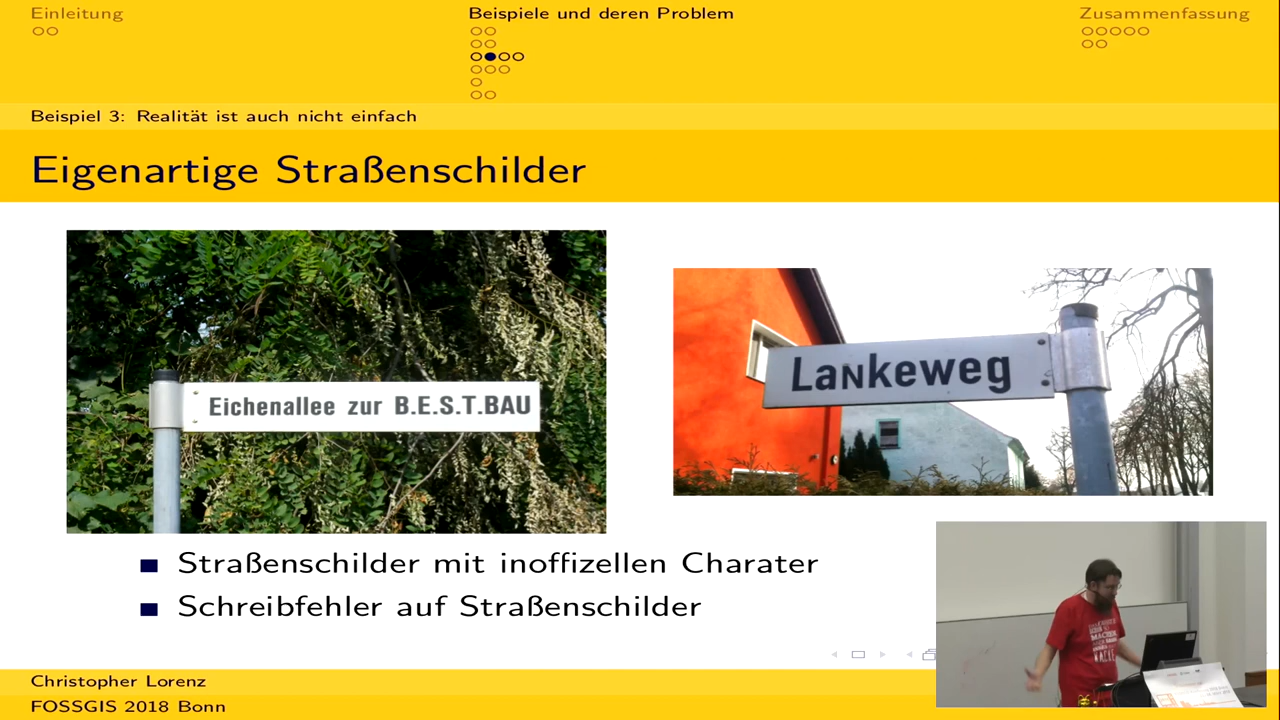 Einleitung
Beispiele und deren Problem
Zusammenfassung
Beispiel 3: Realität ist auch nicht einfach
Eigenartige Straßenschilder
Eichenallee zur B.E.S.T.BAU
Lankeweg
Straßenschilder mit inoffizellen Charater
Schreibfehler auf Straßenschilder
Christopher Lorenz
FOSSGIS 2018 Bonn